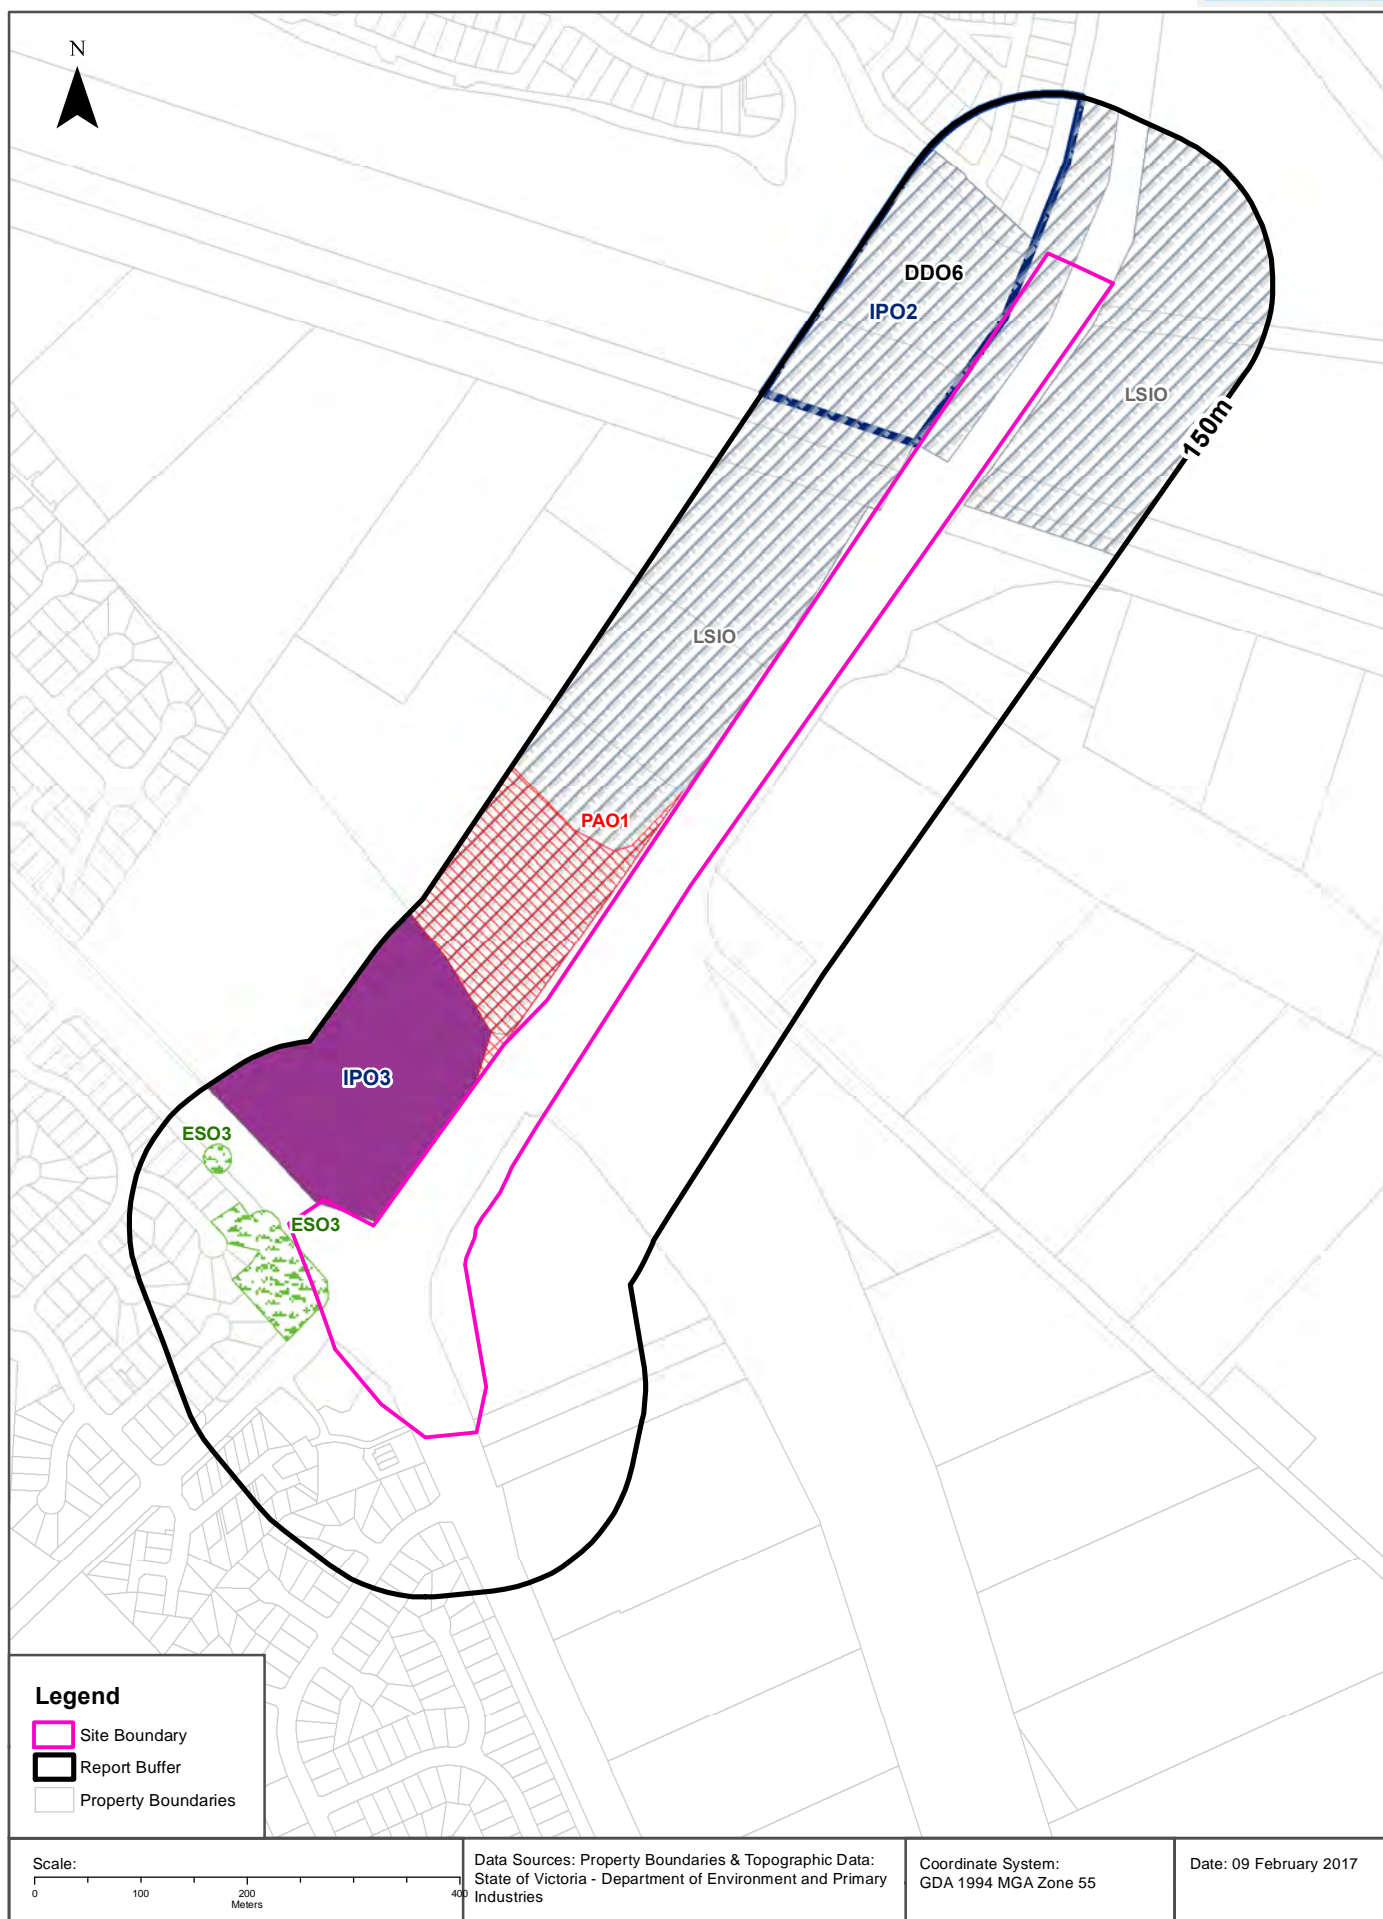 N
DDO6
IPO2
LSIO
150m
LSIO
PAO1
IPO3
ESO3
ESO3
Legend
Site Boundary
Report Buffer
Property Boundaries
Scale:
0 100 200 400
Meters
Data Sources: Property Boundaries & Topographic Data:
State of Victoria - Department of Environment and Primary
Industries
Coordinate System:
GDA 1994 MGA Zone 55
Date: 09 February 2017